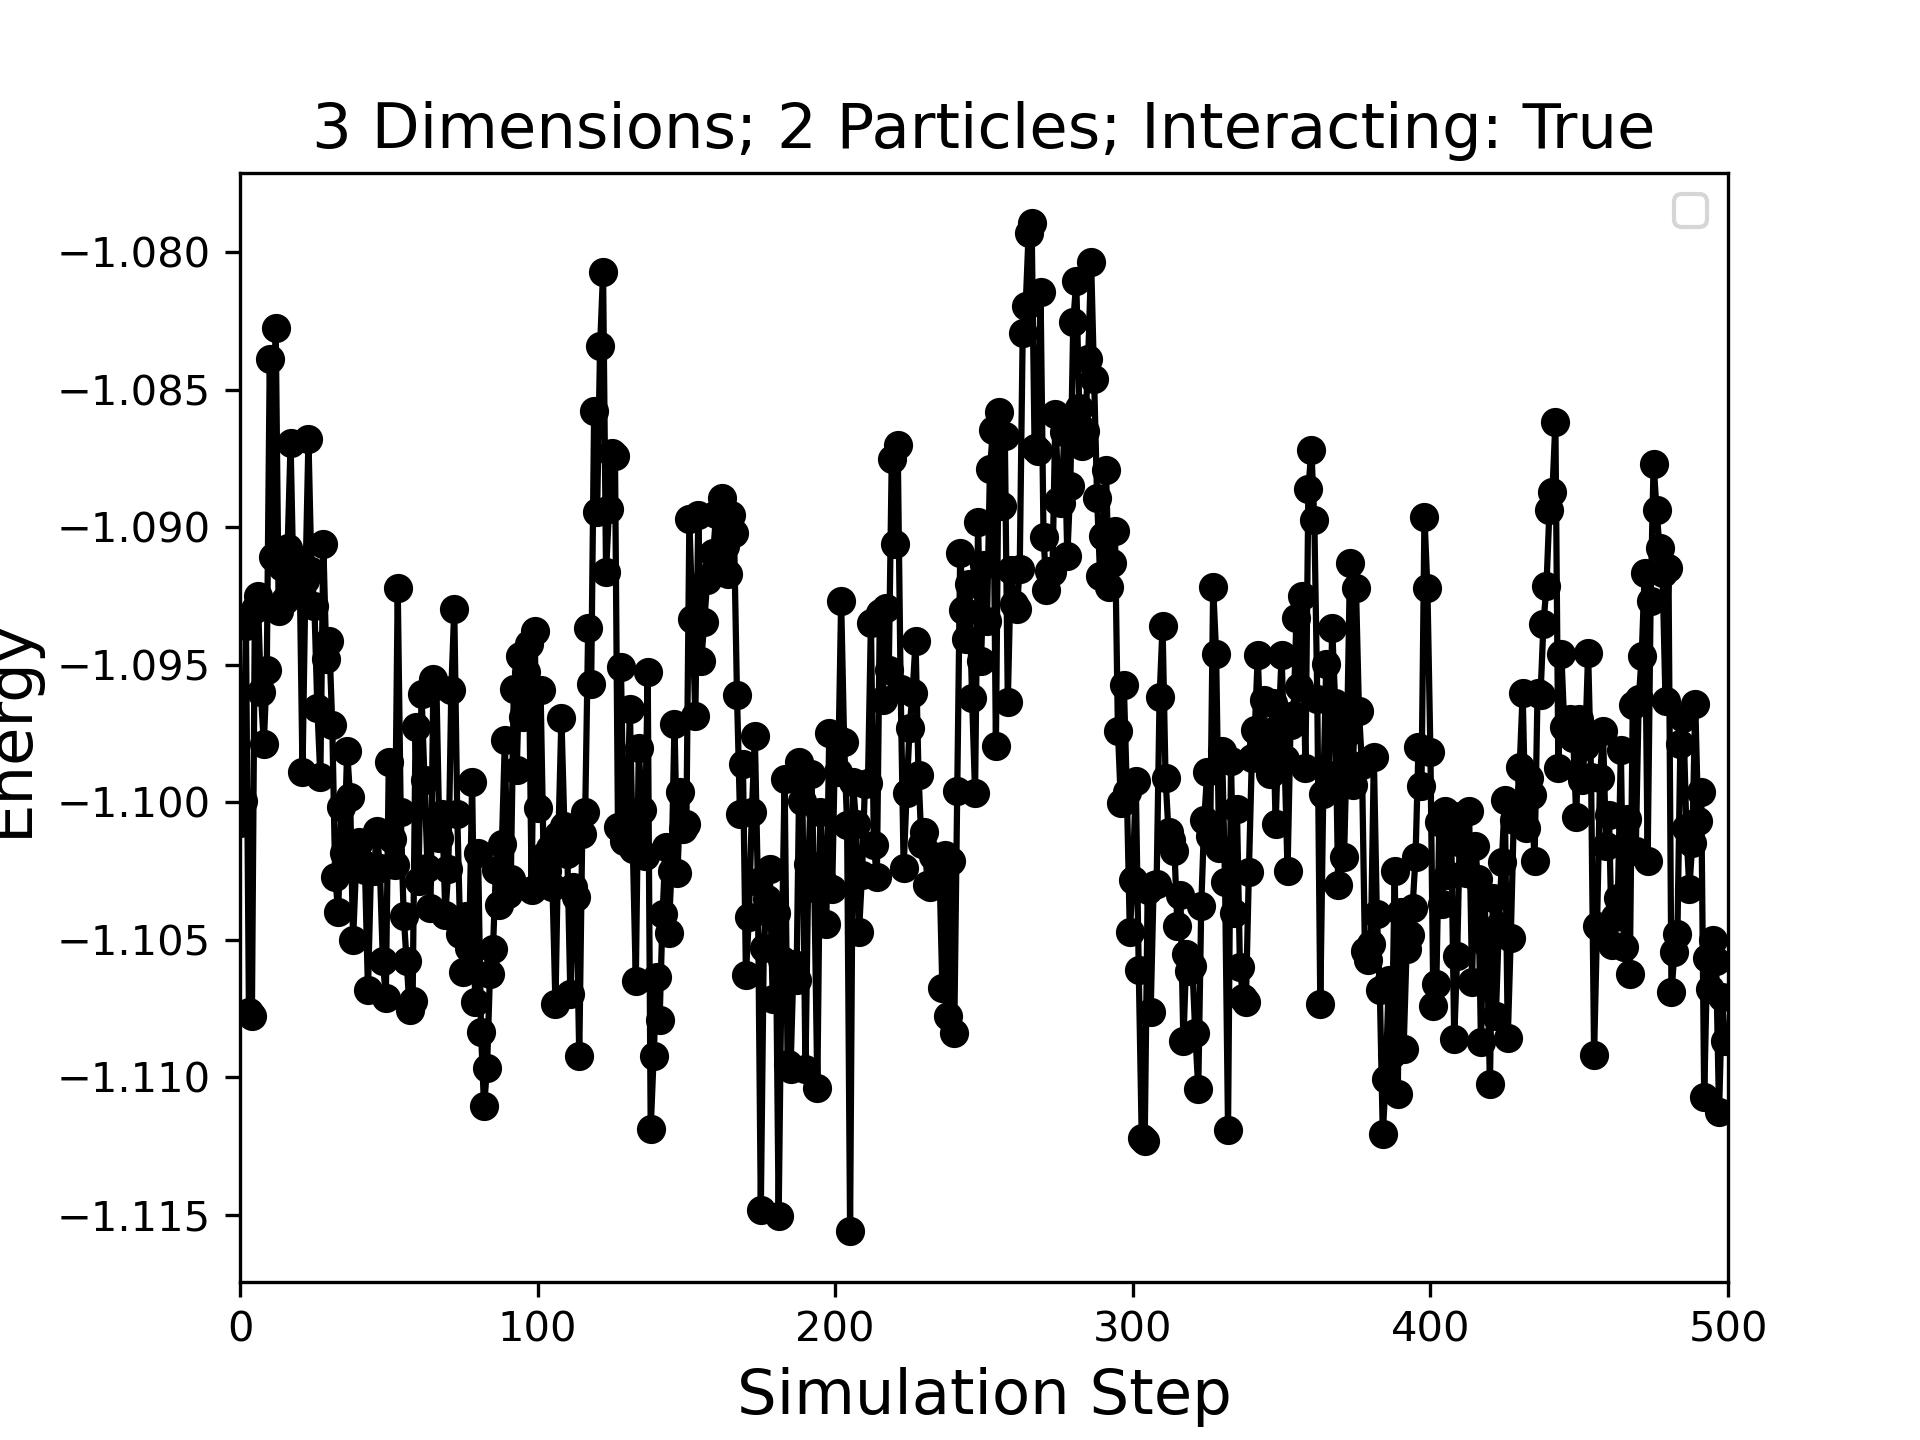 3 Dimensions; 2 Particles; Interacting: True
Energy
−1.080
−1.085
−1.090
−1.095
−1.100
−1.105
−1.110
−1.115
0 100 200 300 400 500
Simulation Step